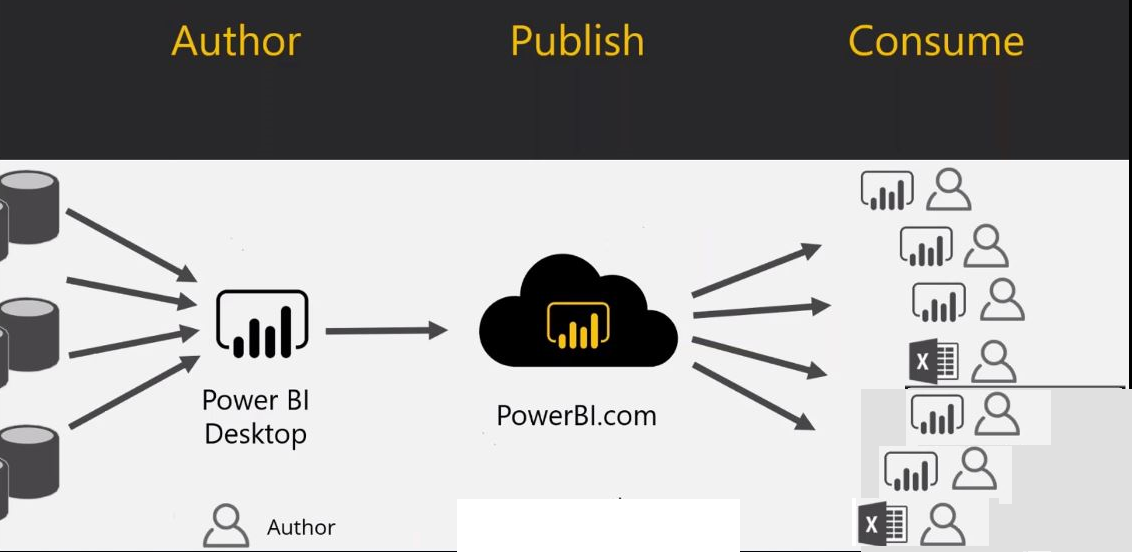 Author
Publish
Consume
Power BI
Desktop
PowerBI.com
Author
X
X